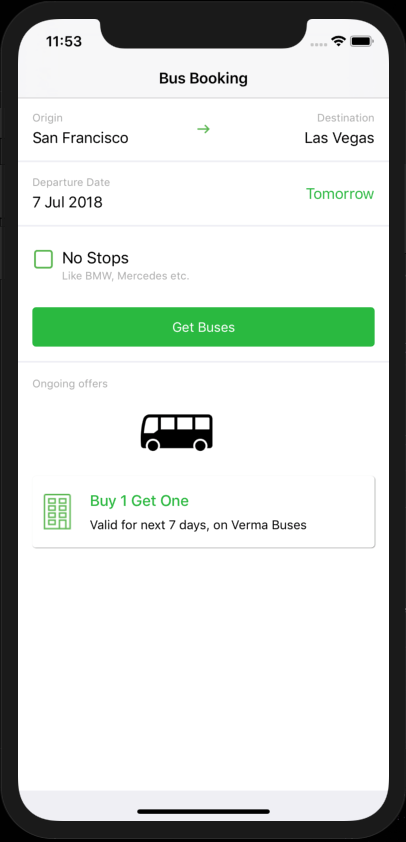 11:53
Bus Booking
Origin
Destination
San Francisco
→
Las Vegas
Departure Date
7 Jul 2018
Tomorrow
No Stops
Like BMW, Mercedes etc.
Get Buses
Ongoing offers
Buy 1 Get One
Valid for next 7 days, on Verma Buses